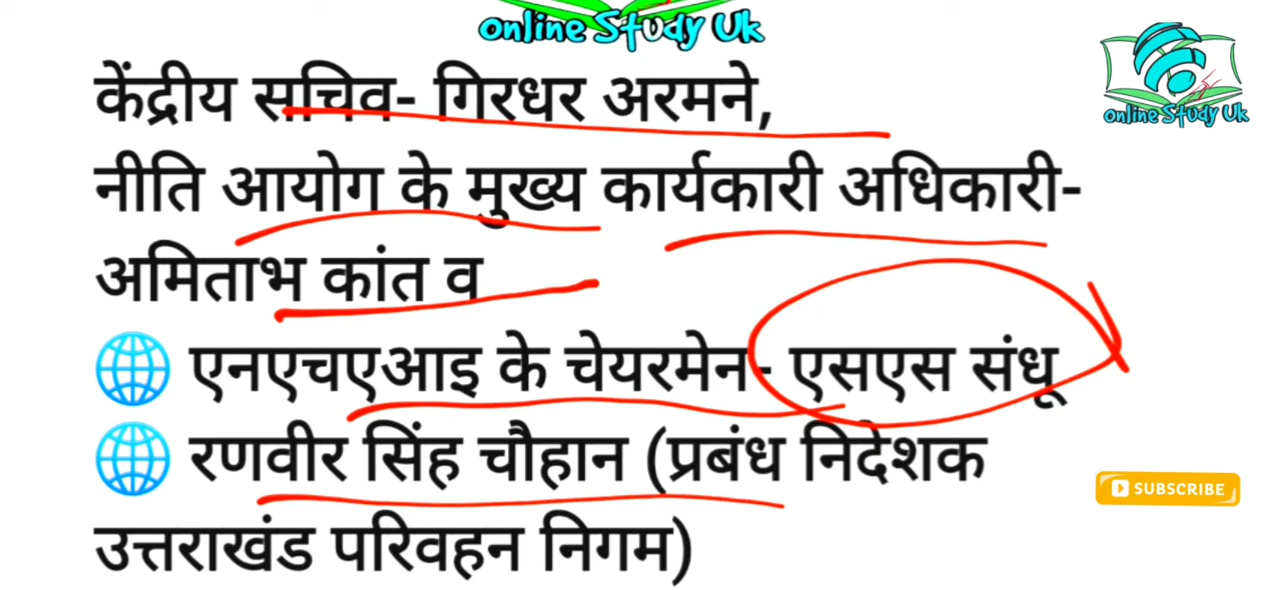 online Study Uk
online Study Uk
केंद्रीय सचिव- गिरधर अरमने,
नीति आयोग के मुख्य कार्यकारी अधिकारी-
अमिताभ कांत व
एनएचएआइ के चेयरमेन- एसएस संधू
रणवीर सिंह चौहान (प्रबंध निदेशक
SUBSCRIBE
उत्तराखंड परिवहन निगम)